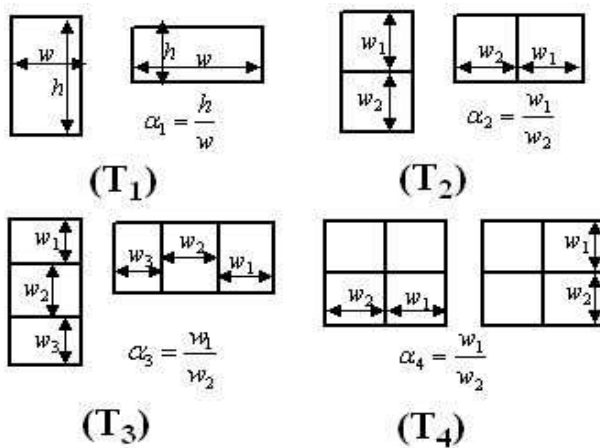 w
h
h
w
α₁ = h/w
(T₁)
w₁
w₂
w₂ w₁
α₂ = w₁/w₂
(T₂)
w₁
w₂
w₃
w₃ w₂ w₁
α₃ = w₁/w₂
(T₃)
w₂ w₁
w₁
w₂
α₄ = w₁/w₂
(T₄)